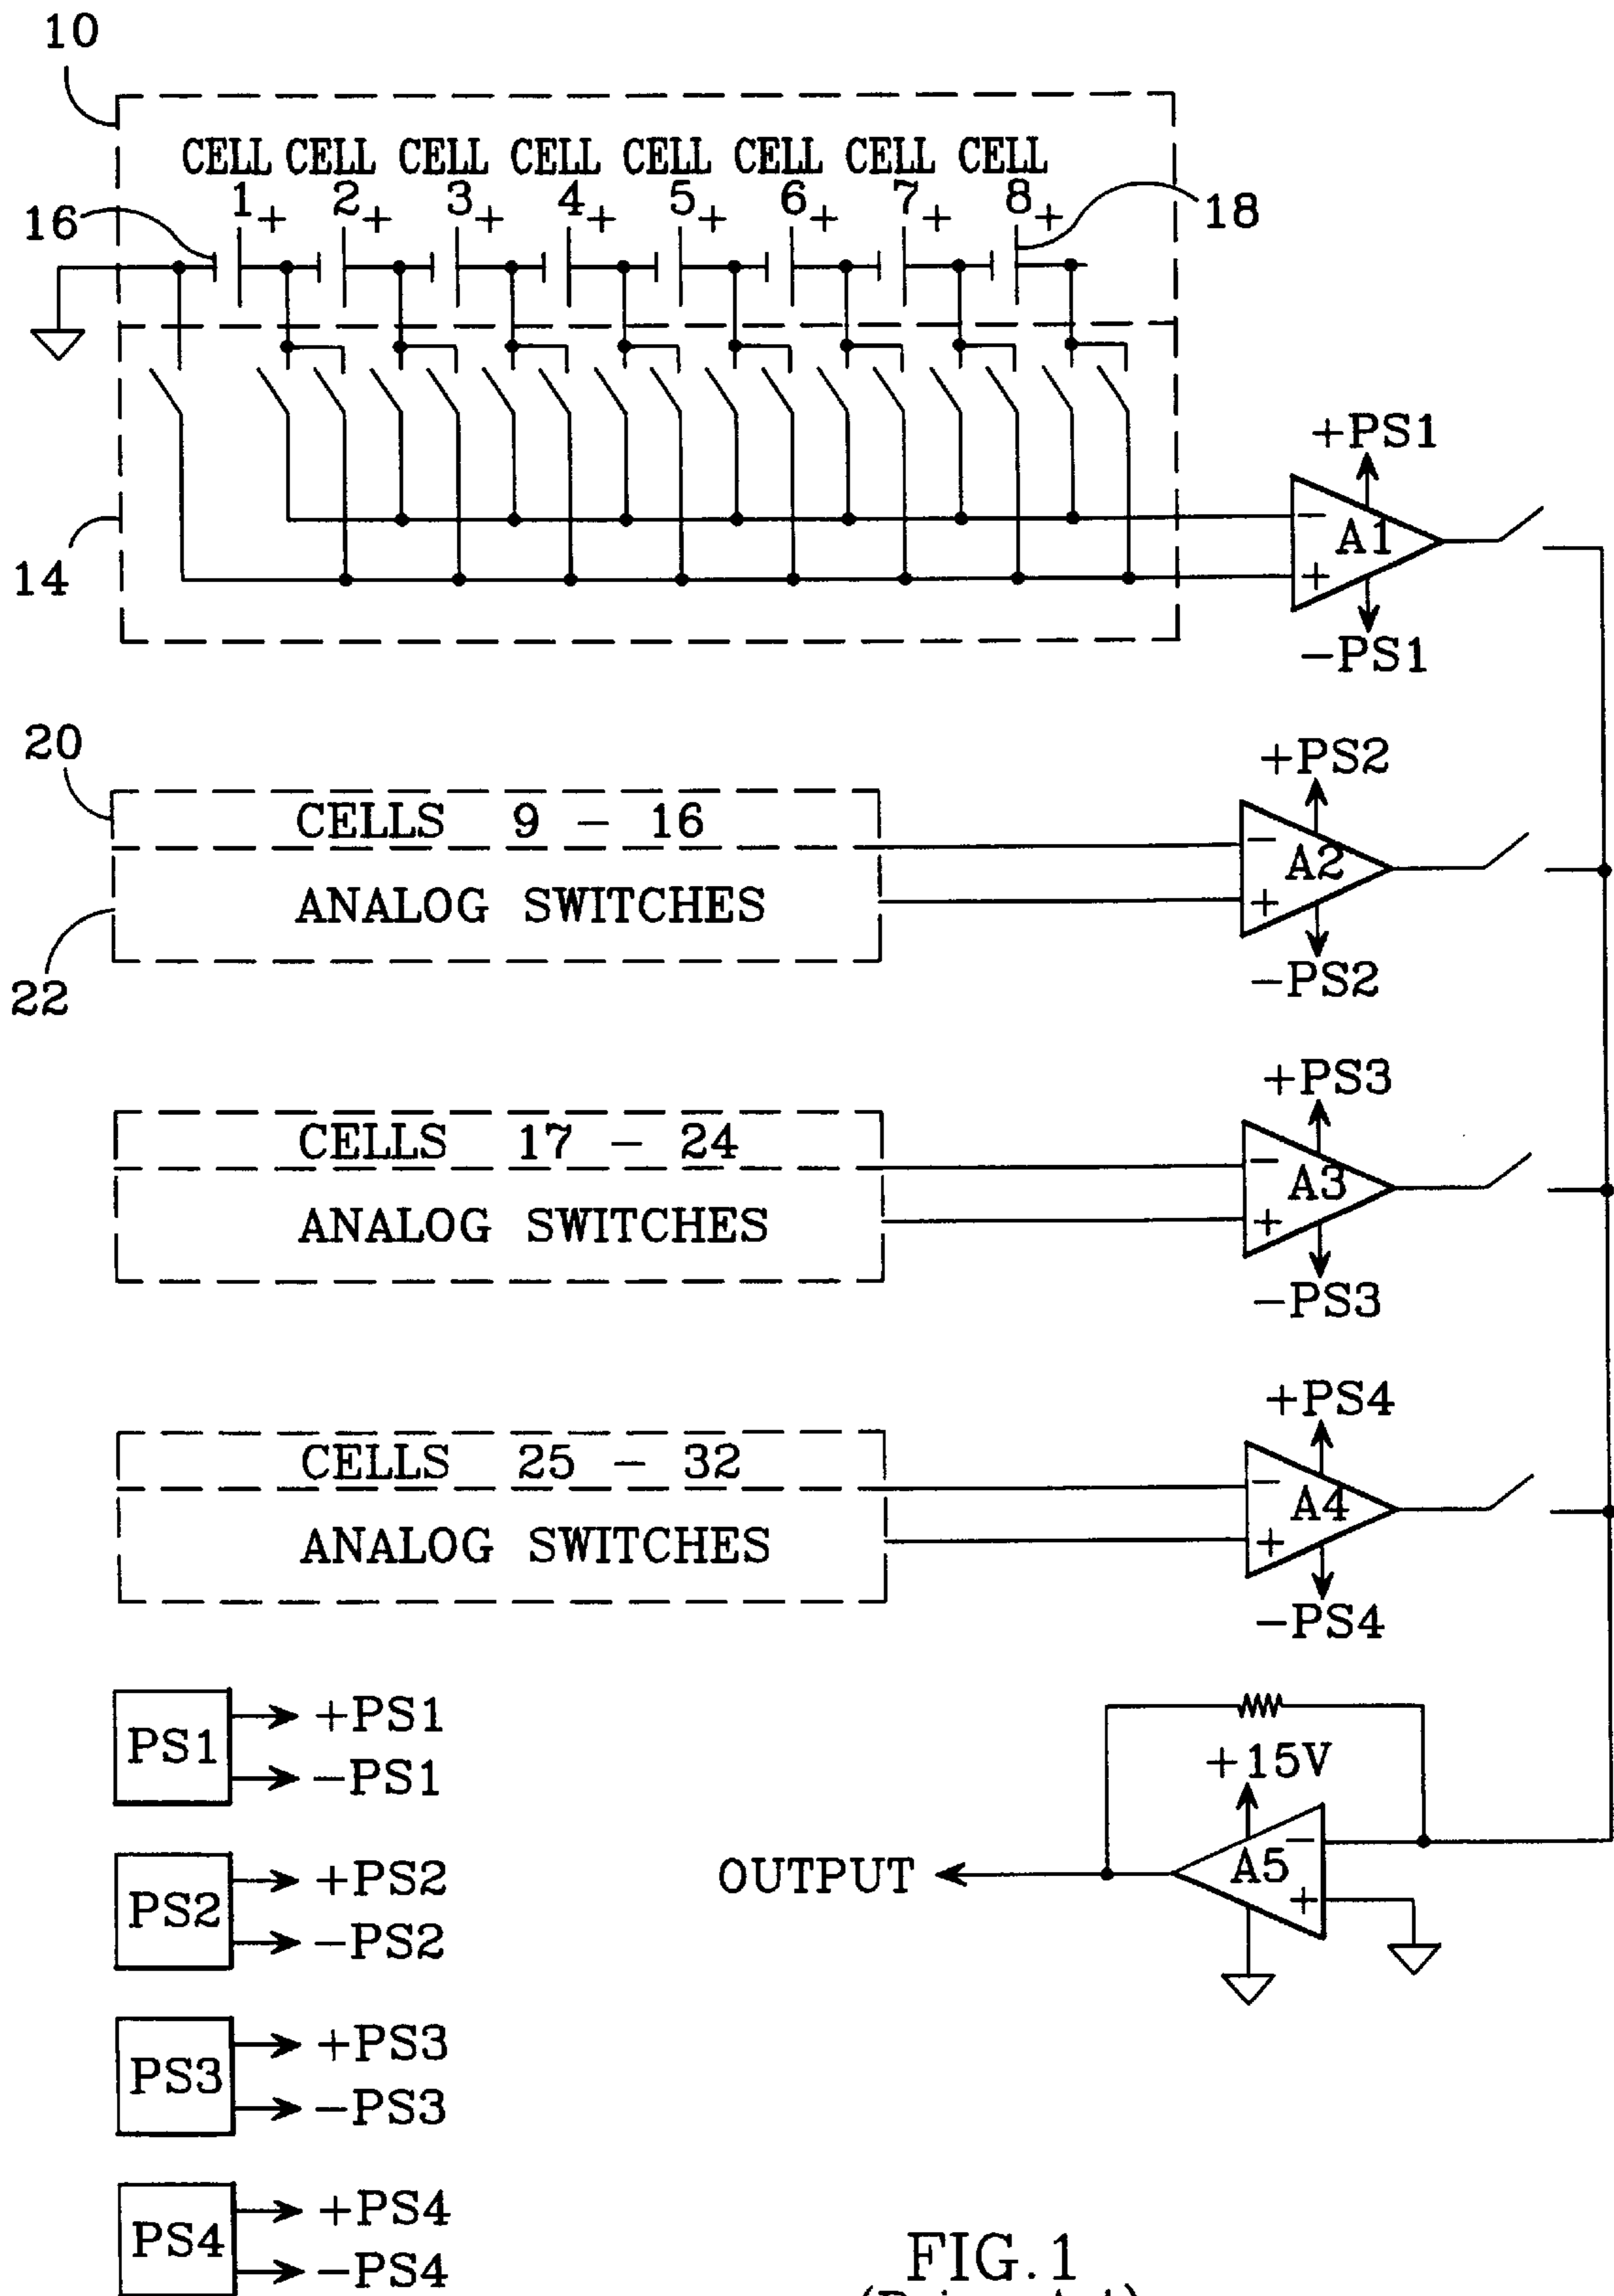 10
CELL CELL CELL CELL CELL CELL CELL CELL
1+ 2+ 3+ 4+ 5+ 6+ 7+ 8+
16
18
+PS1
− A1
+
−PS1
14
20
+PS2
CELLS 9 − 16
− A2
ANALOG SWITCHES
+
−PS2
22
+PS3
CELLS 17 − 24
− A3
ANALOG SWITCHES
+
−PS3
+PS4
CELLS 25 − 32
− A4
ANALOG SWITCHES
+
−PS4
PS1
+PS1
−PS1
+15V
−
OUTPUT
A5
+
PS2
+PS2
−PS2
PS3
+PS3
−PS3
PS4
+PS4
−PS4
FIG.1